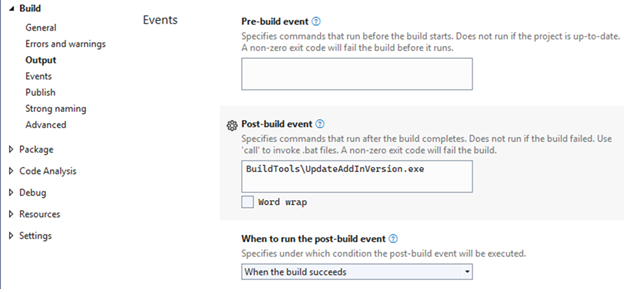 Build
General
Errors and warnings
Output
Events
Publish
Strong naming
Advanced
Package
Code Analysis
Debug
Resources
Settings
Events
Pre-build event ?
Specifies commands that run before the build starts. Does not run if the project is up-to-date.
A non-zero exit code will fail the build before it runs.
Post-build event ?
Specifies commands that run after the build completes. Does not run if the build failed. Use
'call' to invoke .bat files. A non-zero exit code will fail the build.
BuildTools\UpdateAddInVersion.exe
Word wrap
When to run the post-build event ?
Specifies under which condition the post-build event will be executed.
When the build succeeds